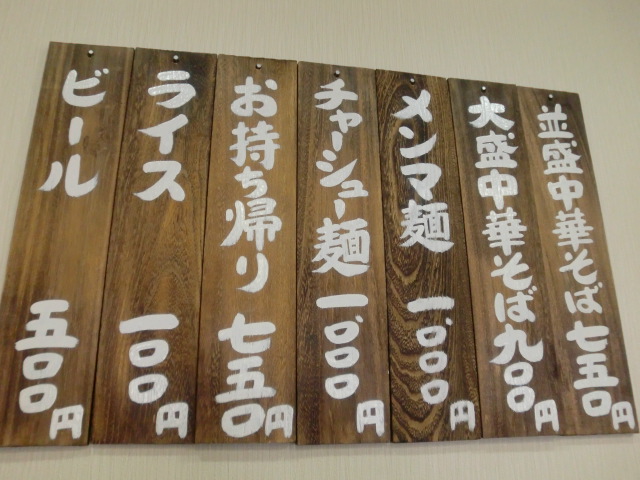 並盛中華そば七五〇円
大盛中華そば九〇〇円
メンマ麺一、〇〇〇円
チャーシュー麺一、〇〇〇円
お持ち帰り七五〇円
ライス一〇〇円
ビール五〇〇円